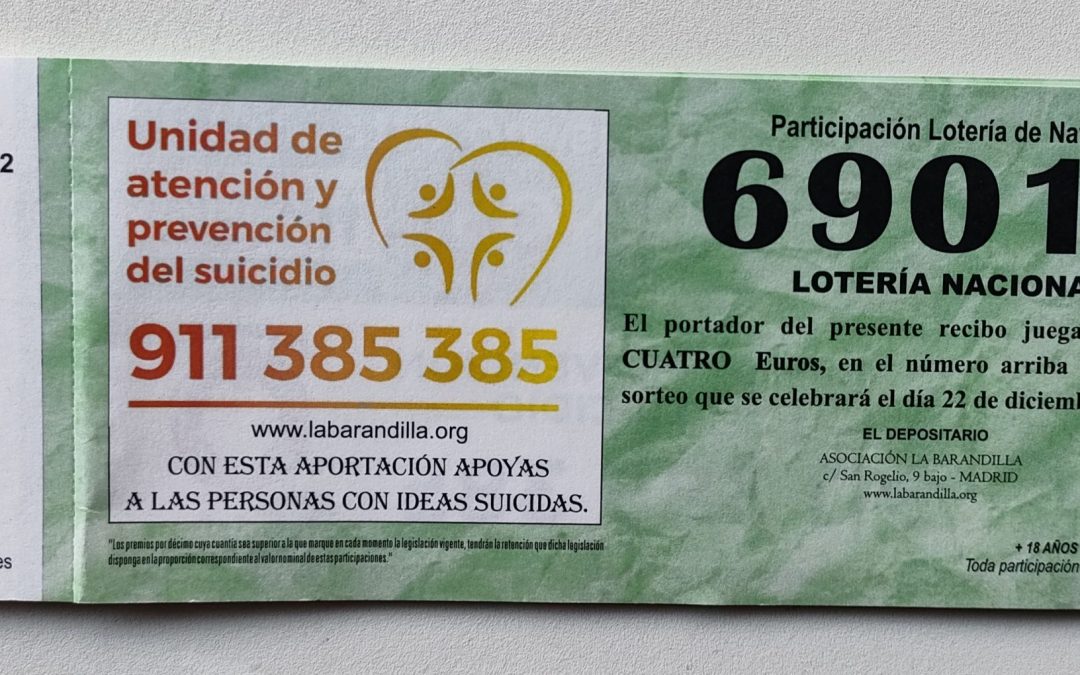 2
es
Unidad de
atención y
prevención
del suicidio
911 385 385
www.labarandilla.org
CON ESTA APORTACIÓN APOYAS
A LAS PERSONAS CON IDEAS SUICIDAS.
"Los premios por décimo cuya cuantía sea superior a la que marque en cada momento la legislación vigente, tendrán la retención que dicha legislación
disponga en la proporción correspondiente al valor nominal de estas participaciones."
Participación Lotería de Na
6901
LOTERÍA NACIONA
El portador del presente recibo juega
CUATRO Euros, en el número arriba
sorteo que se celebrará el día 22 de diciemb
EL DEPOSITARIO
ASOCIACIÓN LA BARANDILLA
c/ San Rogelio, 9 bajo - MADRID
www.labarandilla.org
+ 18 AÑOS
Toda participación